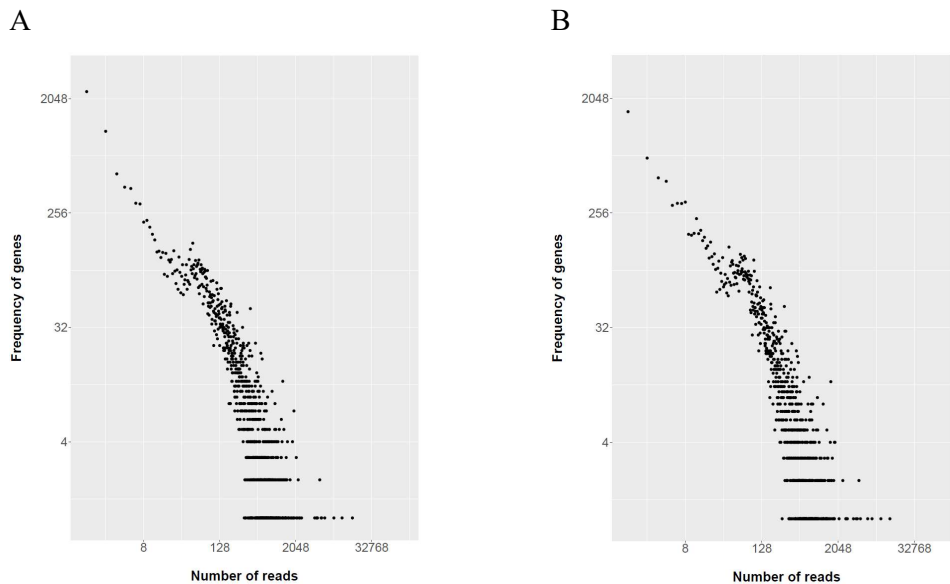 A
2048
256
32
4
8
128
2048
32768
Frequency of genes
Number of reads
B
2048
256
32
4
8
128
2048
32768
Frequency of genes
Number of reads